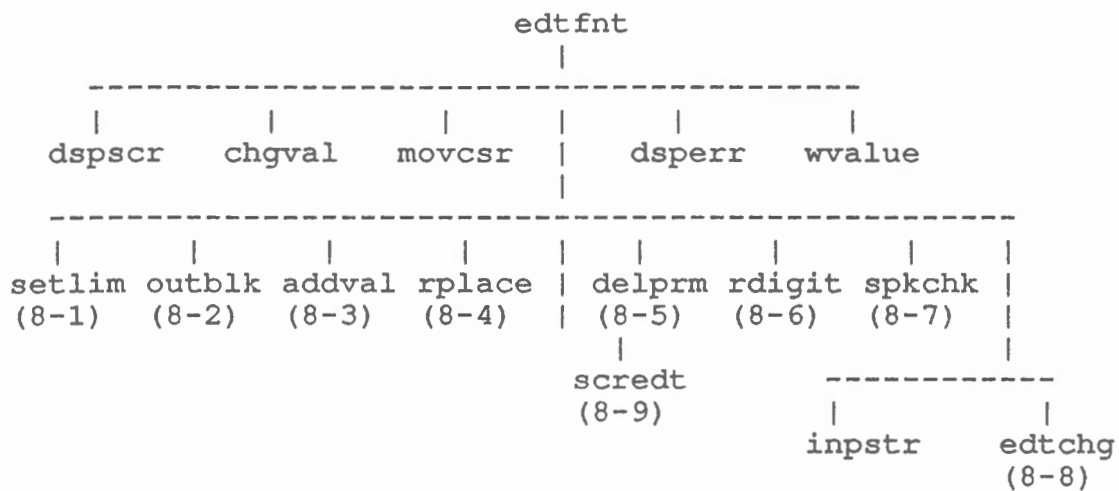 edtfnt
dspscr chgval movcsr dsperr wvalue
setlim outblk addval rplace delprm rdigit spkchk
(8-1) (8-2) (8-3) (8-4) (8-5) (8-6) (8-7)
scredt
(8-9)
inpstr edtchg
(8-8)